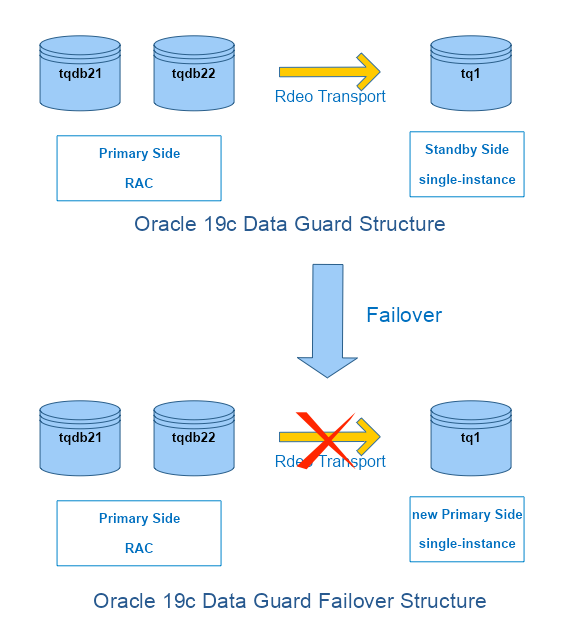 tqdb21
tqdb22
tq1
Rdeo Transport
Primary Side
RAC
Standby Side
single-instance
Oracle 19c Data Guard Structure
Failover
tqdb21
tqdb22
tq1
Rdeo Transport
Primary Side
RAC
new Primary Side
single-instance
Oracle 19c Data Guard Failover Structure